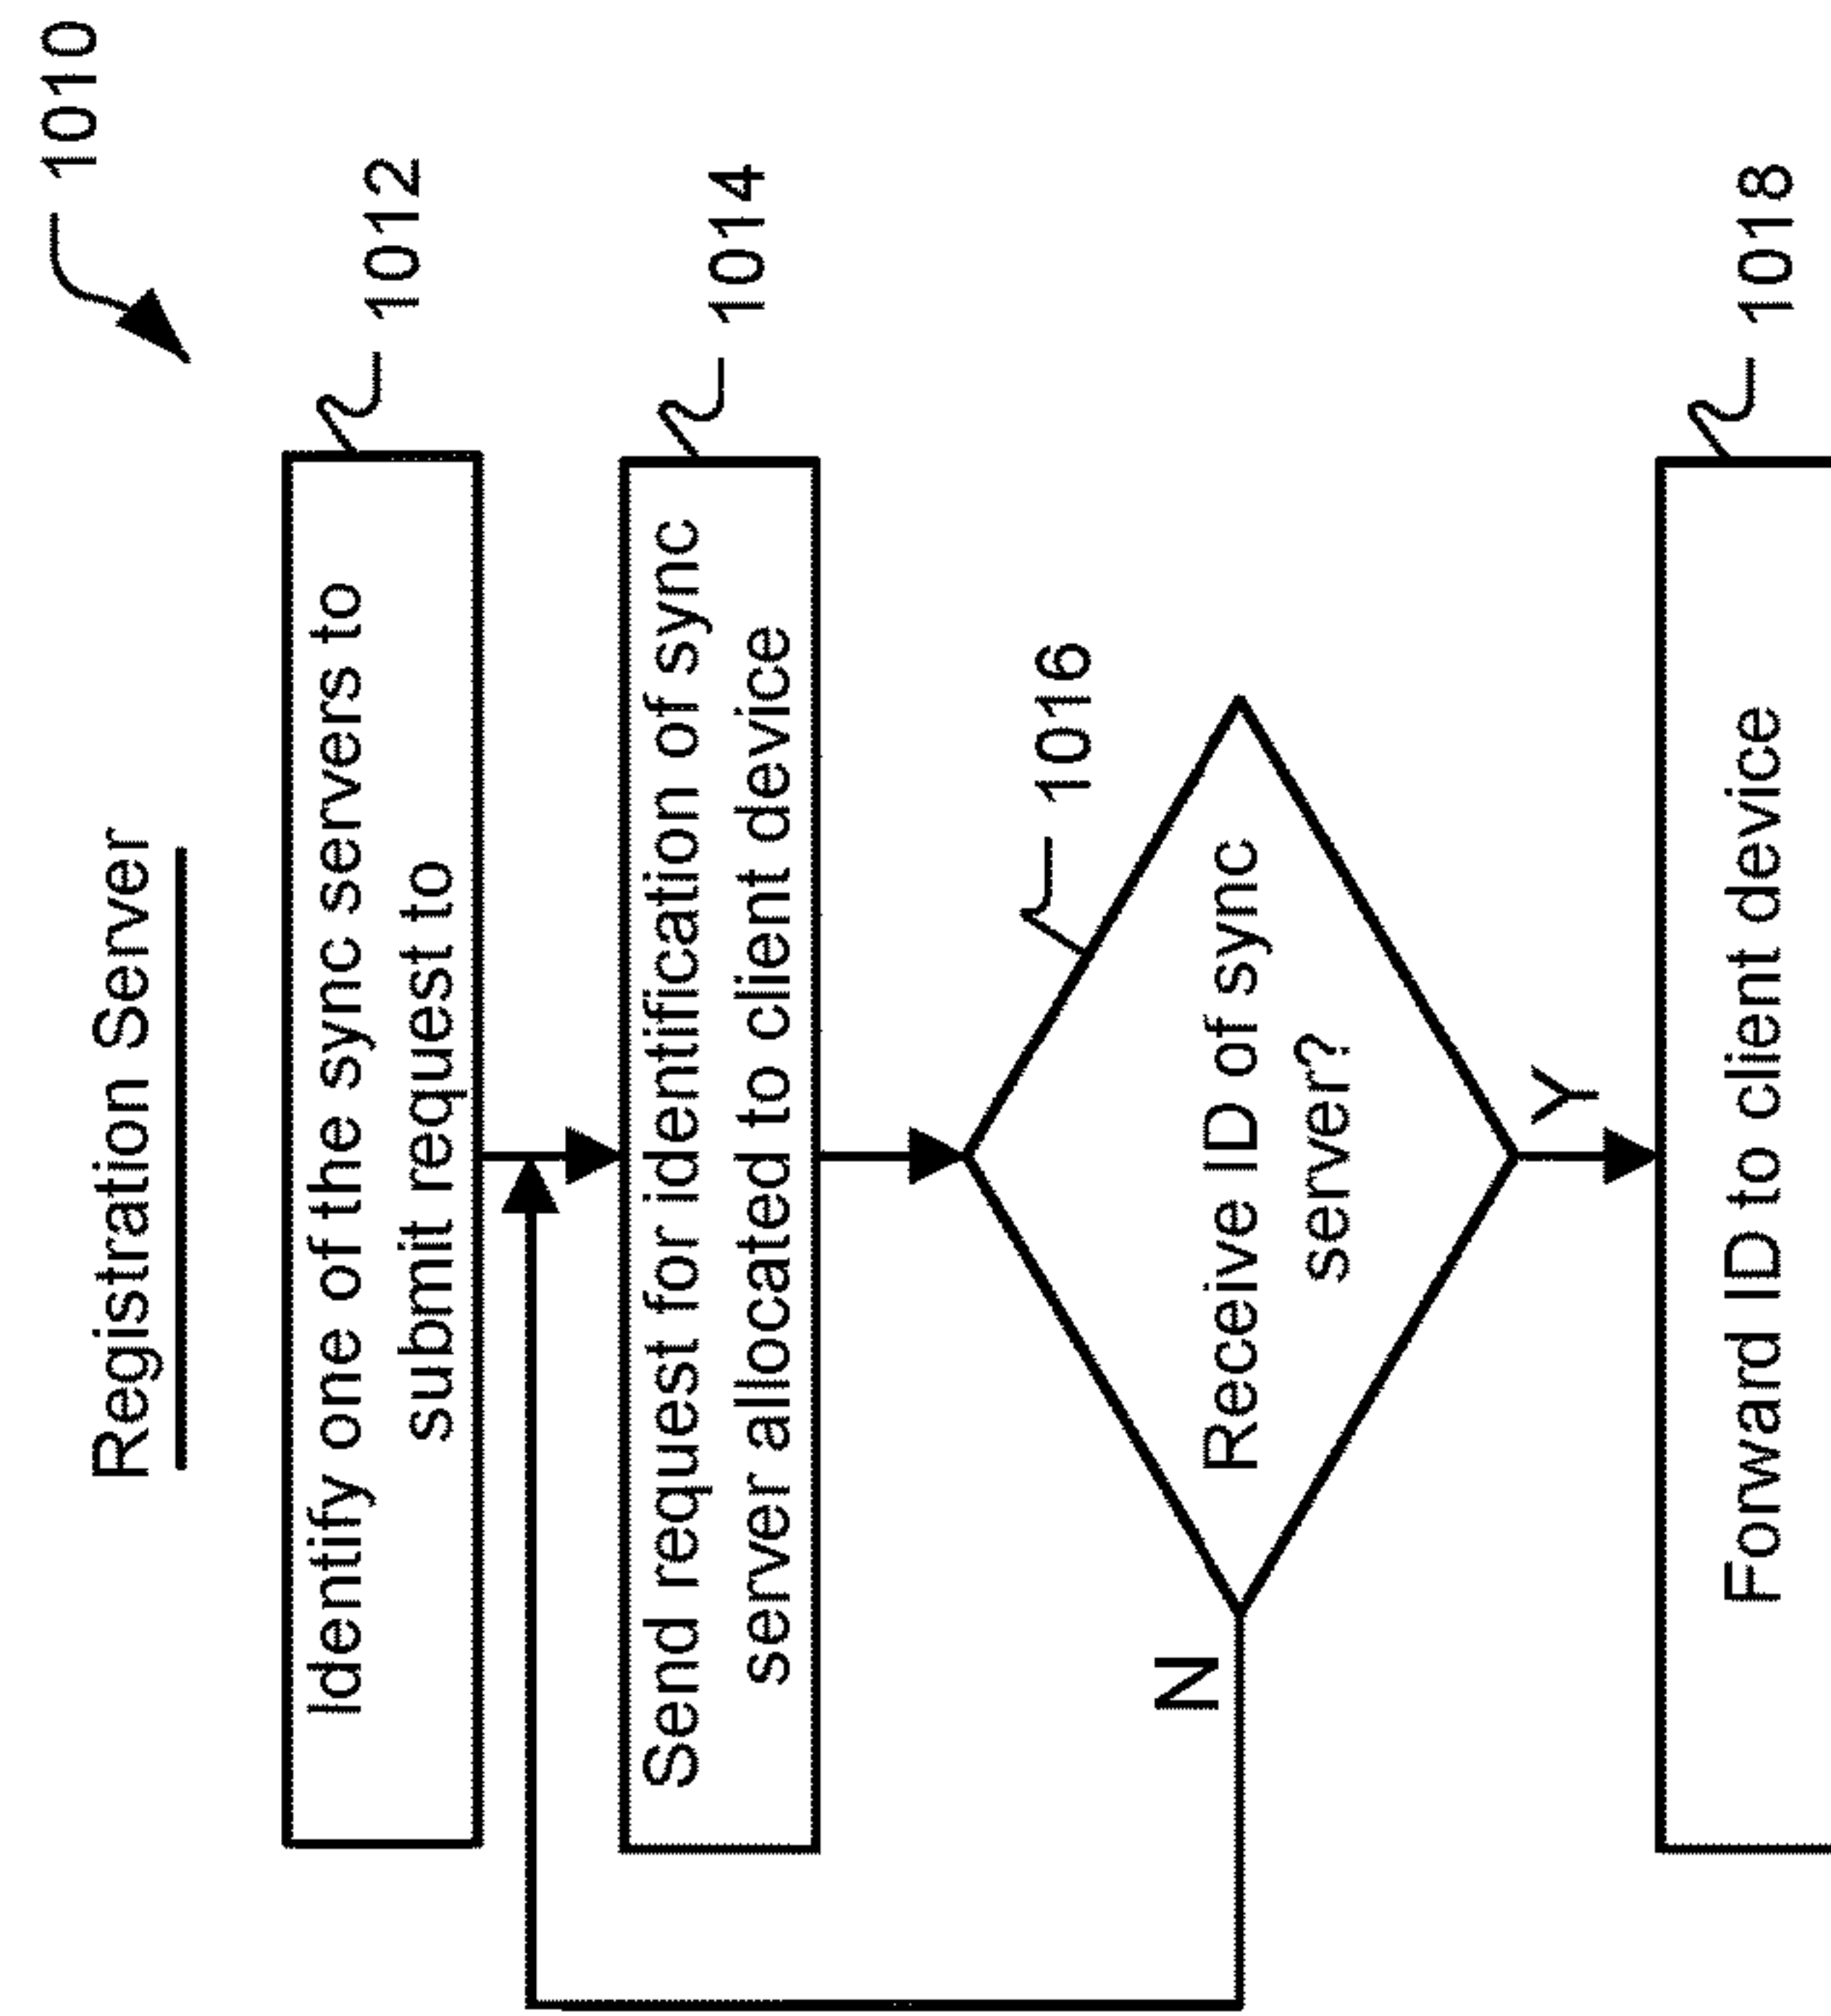 1010
Registration Server
Identify one of the sync servers to
submit request to
1012
Send request for identification of sync
server allocated to client device
1014
1016
Receive ID of sync
server?
N
Y
Forward ID to client device
1018